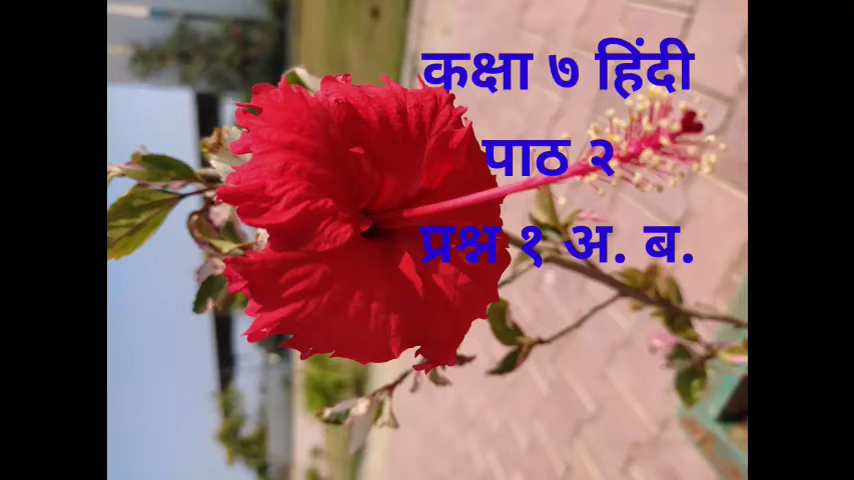 कक्षा ७ हिंदी
पाठ २
प्रश्न १ अ. ब.